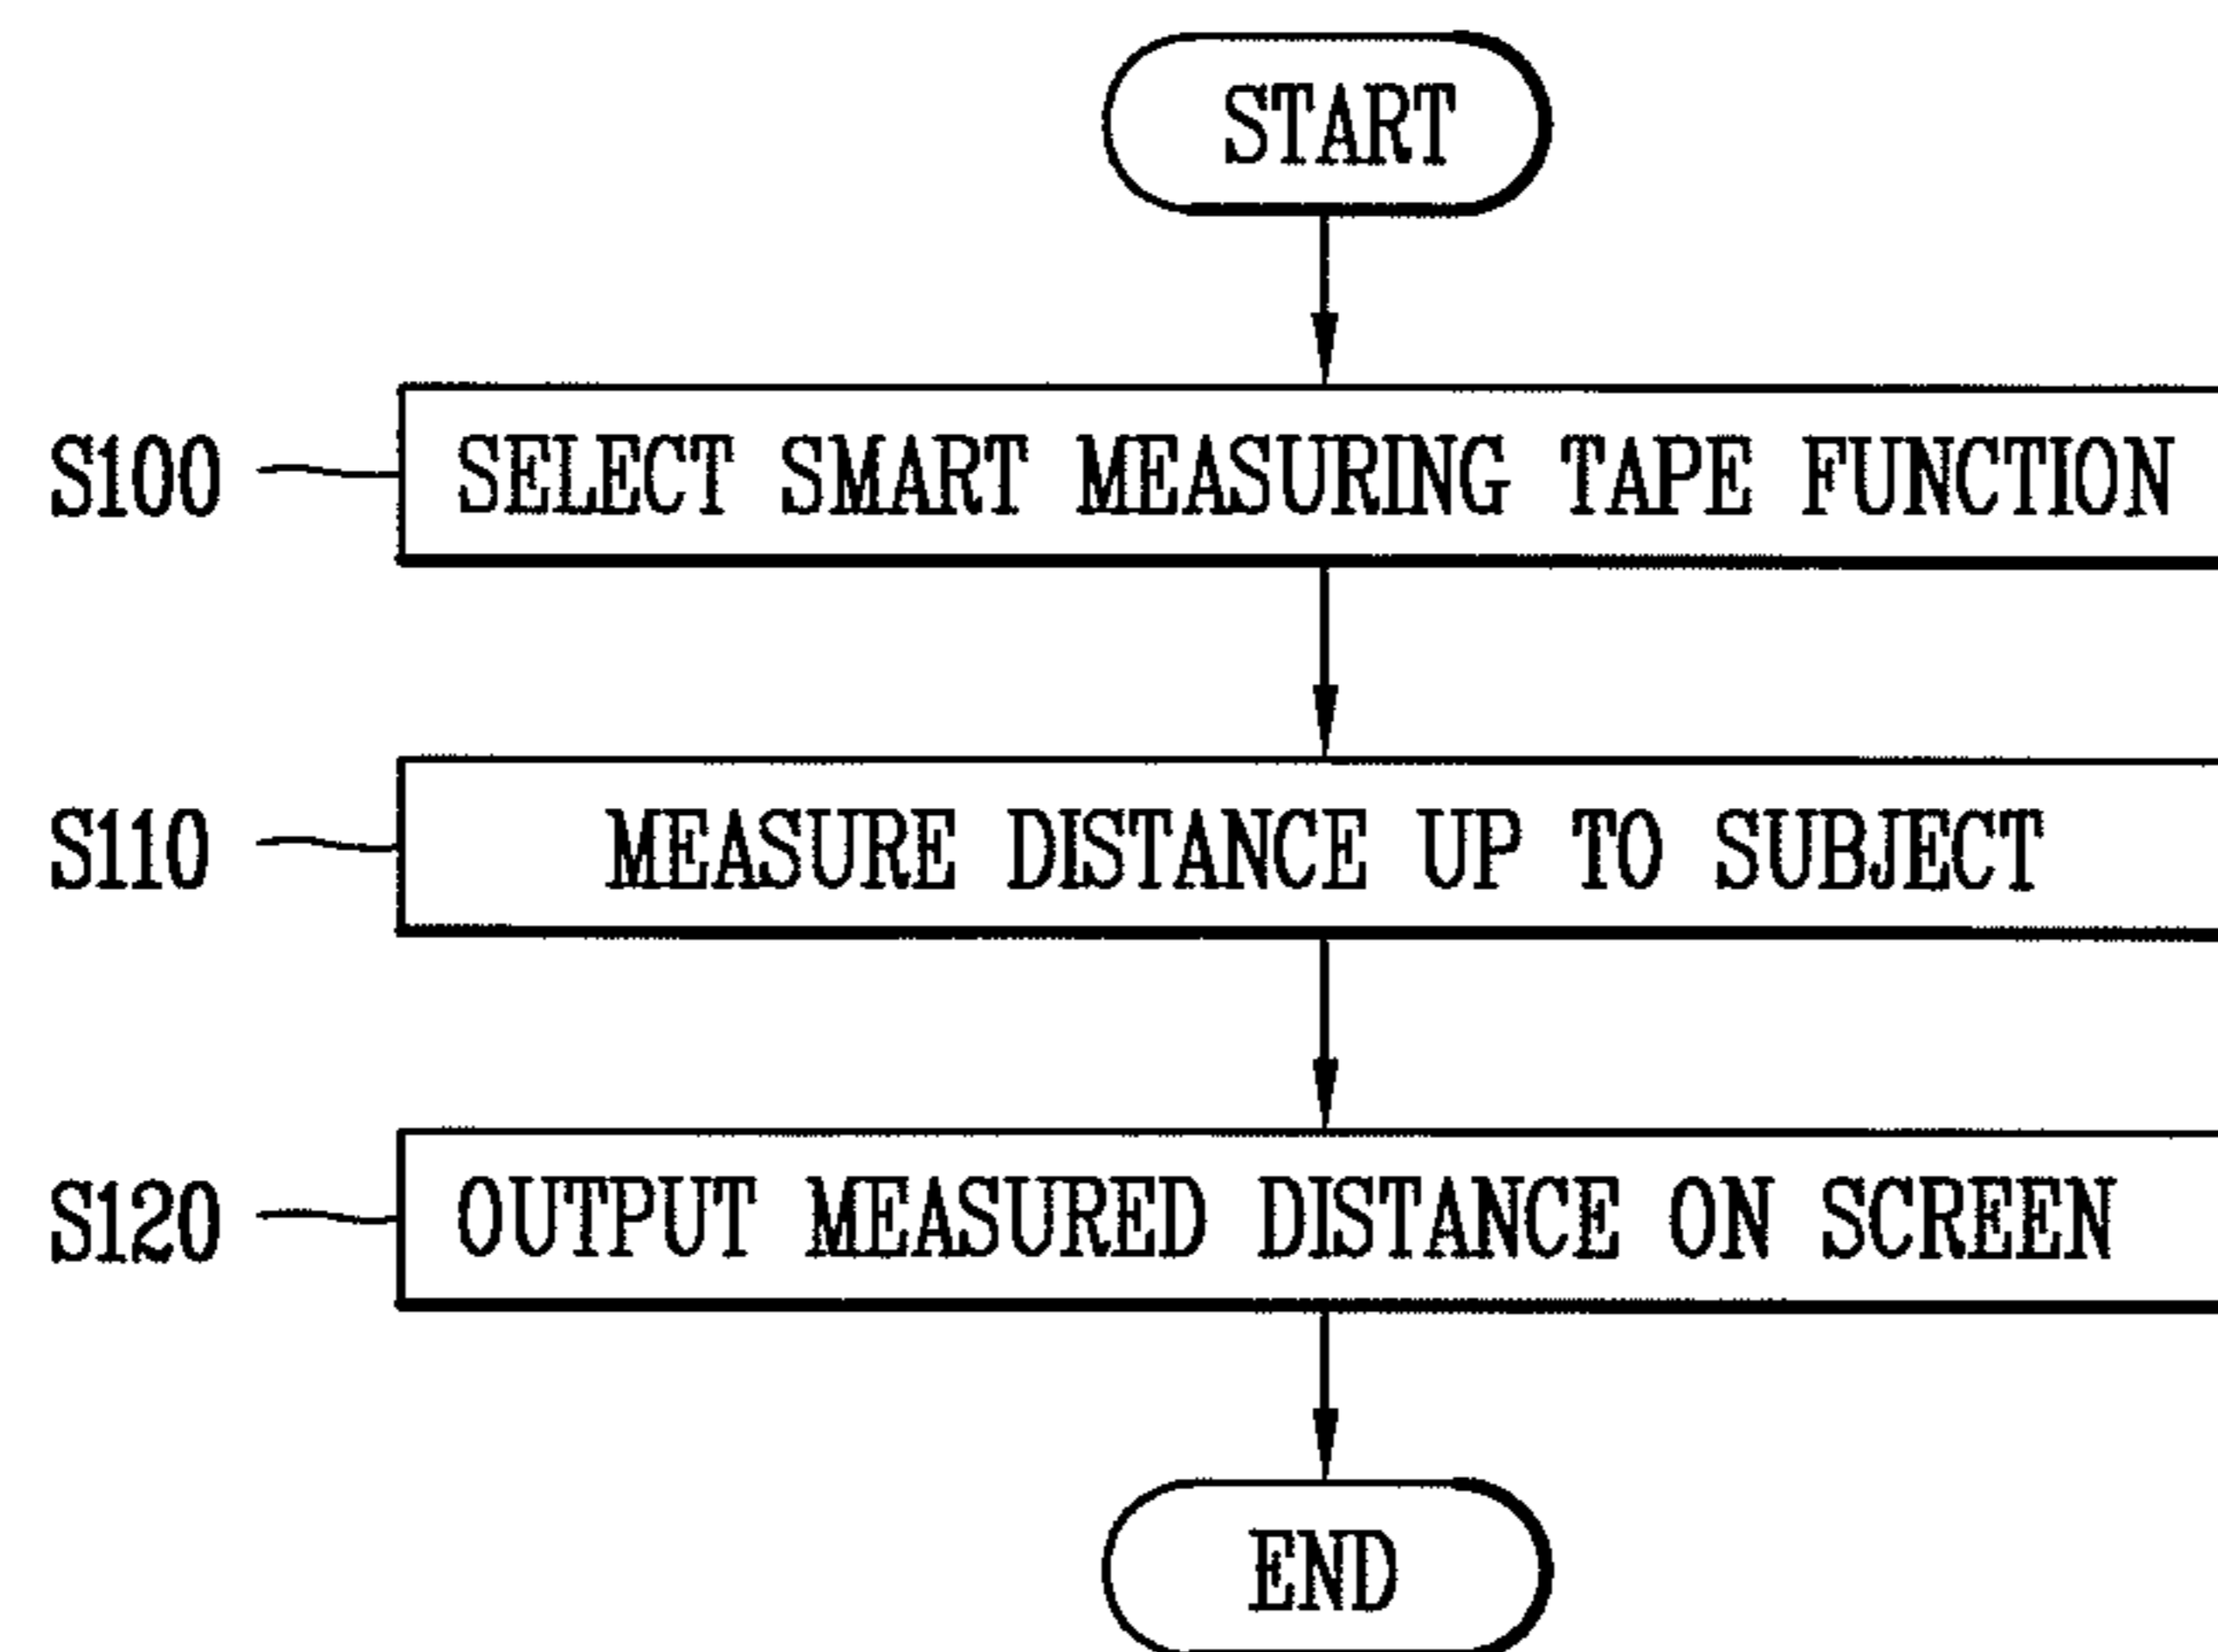 START
S100 SELECT SMART MEASURING TAPE FUNCTION
S110 MEASURE DISTANCE UP TO SUBJECT
S120 OUTPUT MEASURED DISTANCE ON SCREEN
END